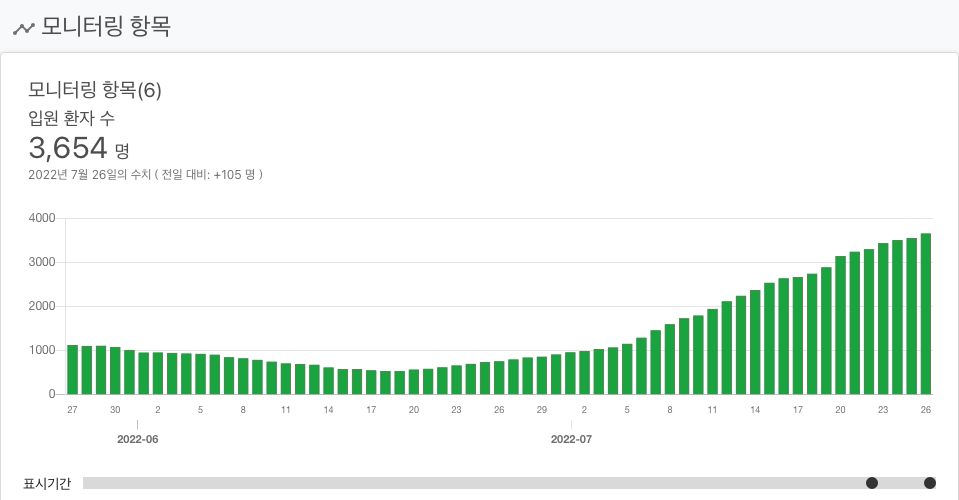 모니터링 항목
모니터링 항목(6)
입원 환자 수
3,654 명
2022년 7월 26일의 수치 ( 전일 대비: +105 명 )
4000
3000
2000
1000
0
27 30 2 5 8 11 14 17 20 23 26 29 2 5 8 11 14 17 20 23 26
2022-06 2022-07
표시기간